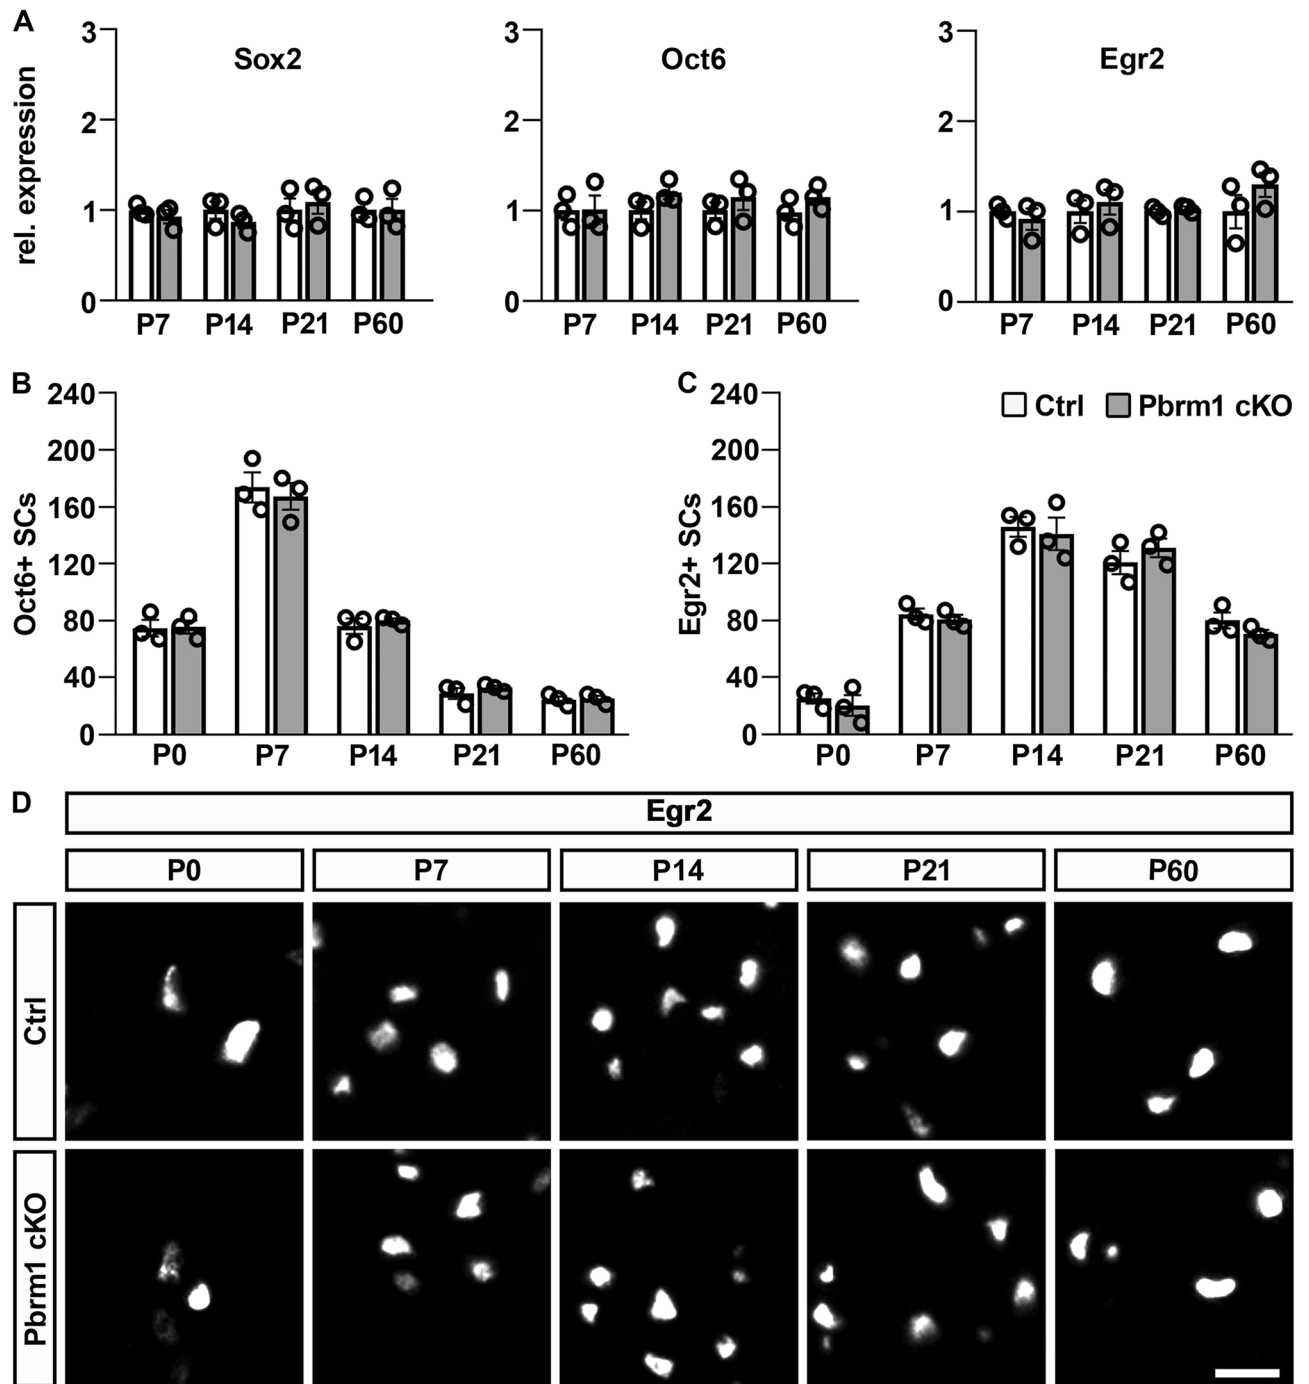 A
rel. expression
3
2
1
0
Sox2
P7 P14 P21 P60
3
2
1
0
Oct6
P7 P14 P21 P60
3
2
1
0
Egr2
P7 P14 P21 P60
B
Oct6+ SCs
240
200
160
120
80
40
0
P0 P7 P14 P21 P60
C
Egr2+ SCs
240
200
160
120
80
40
0
Ctrl Pbrm1 cKO
P0 P7 P14 P21 P60
D
Egr2
P0 P7 P14 P21 P60
Ctrl
Pbrm1 cKO